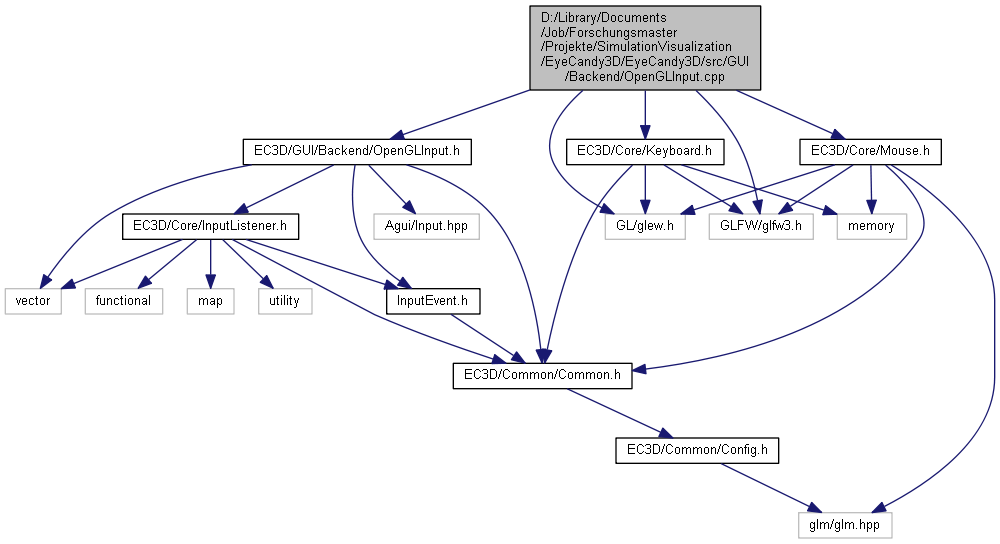 D:/Library/Documents
/Job/Forschungsmaster
/Projekte/SimulationVisualization
/EyeCandy3D/EyeCandy3D/src/GUI
/Backend/OpenGLInput.cpp
EC3D/GUI/Backend/OpenGLInput.h
EC3D/Core/Keyboard.h
EC3D/Core/Mouse.h
EC3D/Core/InputListener.h
Agui/Input.hpp
GL/glew.h
GLFW/glfw3.h
memory
vector
functional
map
utility
InputEvent.h
EC3D/Common/Common.h
EC3D/Common/Config.h
glm/glm.hpp